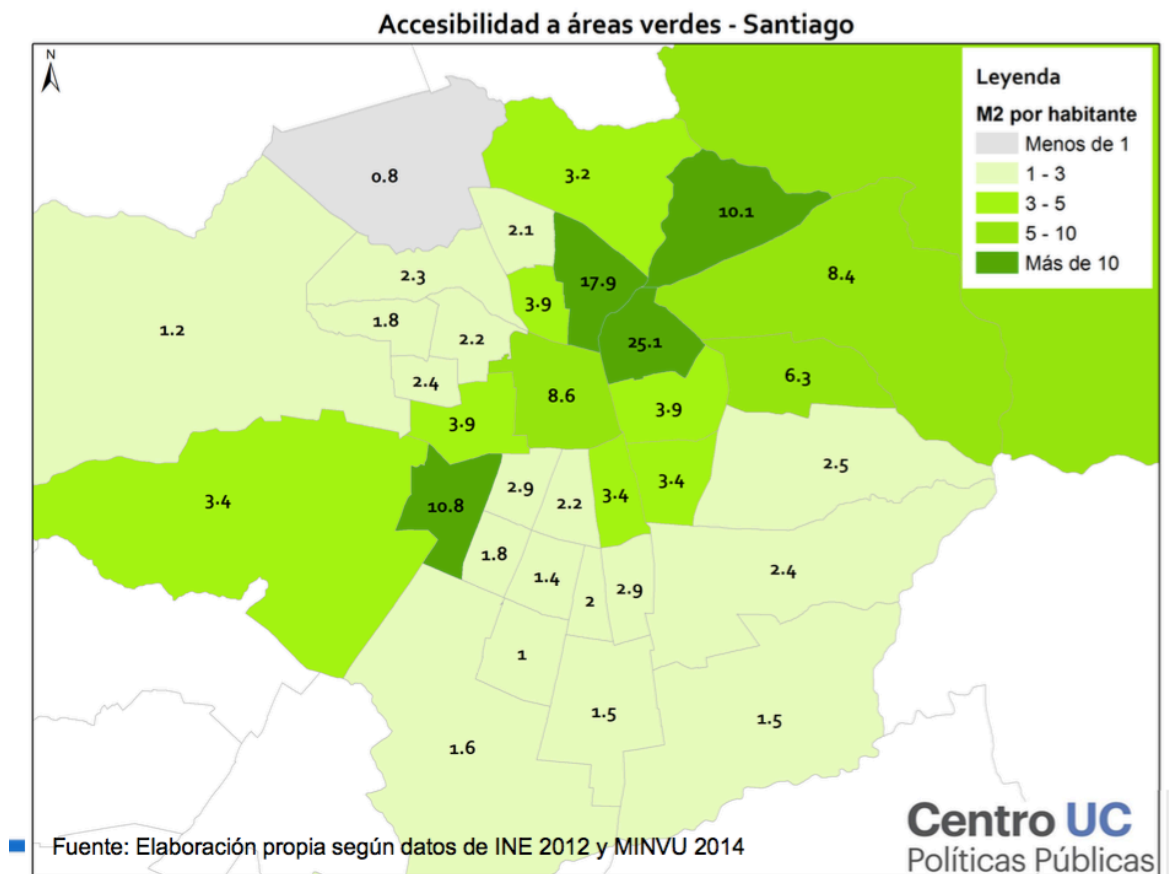 Accesibilidad a áreas verdes - Santiago
N
Leyenda
M2 por habitante
Menos de 1
1 - 3
3 - 5
5 - 10
Más de 10
0.8
3.2
10.1
2.1
2.3
17.9
8.4
3.9
1.8
1.2
2.2
25.1
2.4
6.3
8.6
3.9
3.9
2.5
3.4
10.8
2.9
2.2
3.4
3.4
1.8
1.4
2
2.9
2.4
1
1.5
1.5
1.6
Fuente: Elaboración propia según datos de INE 2012 y MINVU 2014
Centro UC
Políticas Públicas